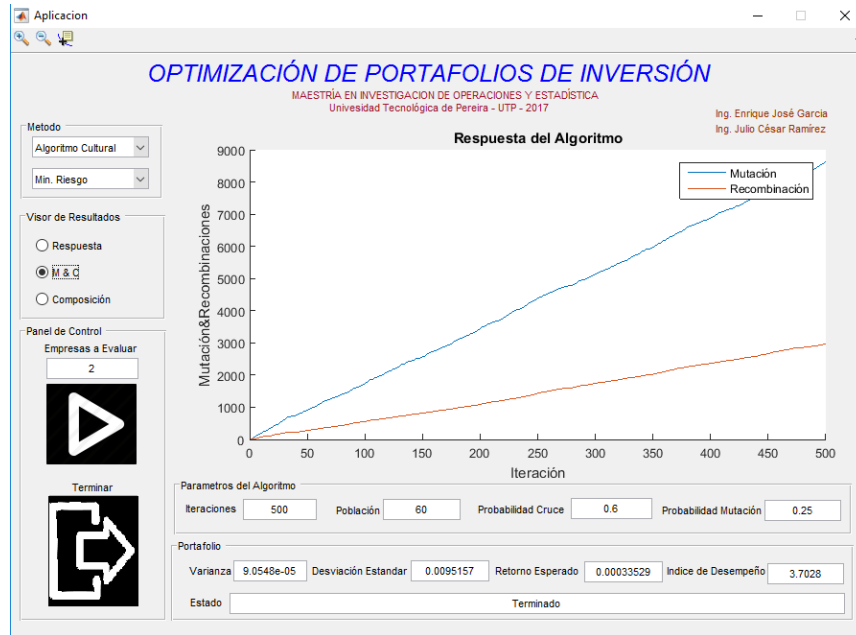 Aplicacion
OPTIMIZACIÓN DE PORTAFOLIOS DE INVERSIÓN
MAESTRÍA EN INVESTIGACION DE OPERACIONES Y ESTADÍSTICA
Univesidad Tecnológica de Pereira - UTP - 2017
Ing. Enrique José Garcia
Ing. Julio César Ramírez
Metodo
Algoritmo Cultural
Min. Riesgo
Visor de Resultados
Respuesta
M & C
Composición
Panel de Control
Empresas a Evaluar
2
Terminar
Respuesta del Algoritmo
Mutación
Recombinación
Mutación&Recombinaciones
9000
8000
7000
6000
5000
4000
3000
2000
1000
0
0 50 100 150 200 250 300 350 400 450 500
Iteración
Parametros del Algoritmo
Iteraciones 500 Población 60 Probabilidad Cruce 0.6 Probabilidad Mutación 0.25
Portafolio
Varianza 9.0548e-05 Desviación Estandar 0.0095157 Retorno Esperado 0.00033529 Indice de Desempeño 3.7028
Estado Terminado